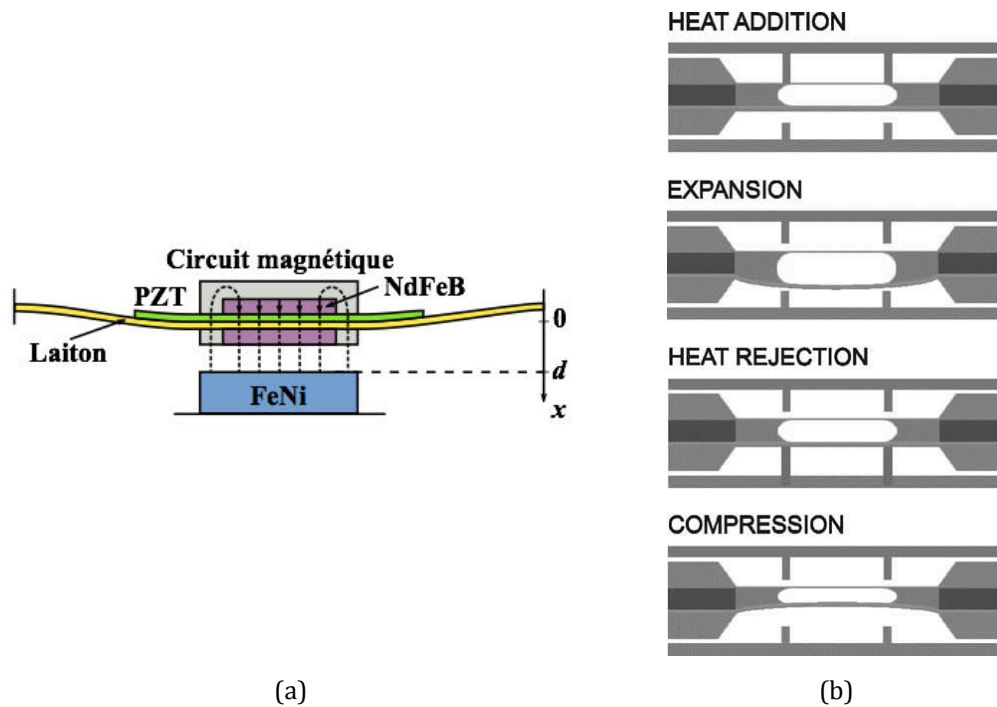 Circuit magnétique
NdFeB
PZT
Laiton
0
d
FeNi
x
(a)
HEAT ADDITION
EXPANSION
HEAT REJECTION
COMPRESSION
(b)